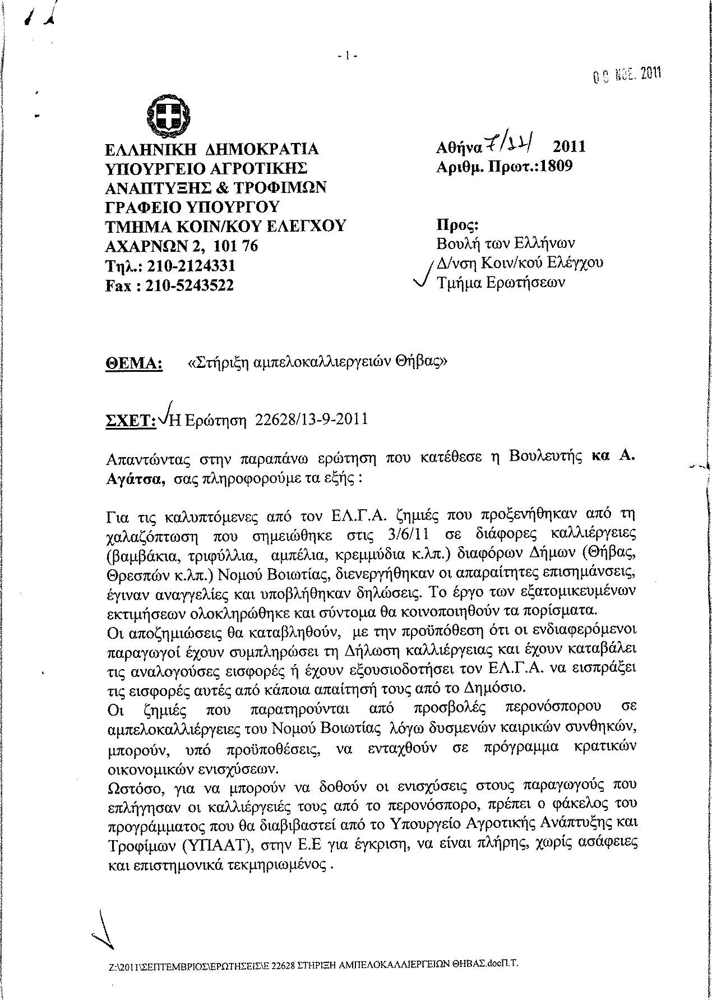 - 1 -
ΝΟΕ. 2011
ΕΛΛΗΝΙΚΗ ΔΗΜΟΚΡΑΤΙΑ
ΥΠΟΥΡΓΕΙΟ ΑΓΡΟΤΙΚΗΣ
ΑΝΑΠΤΥΞΗΣ & ΤΡΟΦΙΜΩΝ
ΓΡΑΦΕΙΟ ΥΠΟΥΡΓΟΥ
ΤΜΗΜΑ ΚΟΙΝ/ΚΟΥ ΕΛΕΓΧΟΥ
ΑΧΑΡΝΩΝ 2, 101 76
Τηλ.: 210-2124331
Fax : 210-5243522
Αθήνα 7/11/ 2011
Αριθμ. Πρωτ.:1809
Προς:
Βουλή των Ελλήνων
Δ/νση Κοιν/κού Ελέγχου
Τμήμα Ερωτήσεων
ΘΕΜΑ: «Στήριξη αμπελοκαλλιεργειών Θήβας»
ΣΧΕΤ: Η Ερώτηση 22628/13-9-2011
Απαντώντας στην παραπάνω ερώτηση που κατέθεσε η Βουλευτής κα Α.
Αγάτσα, σας πληροφορούμε τα εξής :
Για τις καλυπτόμενες από τον ΕΛ.Γ.Α. ζημιές που προξενήθηκαν από τη
χαλαζόπτωση που σημειώθηκε στις 3/6/11 σε διάφορες καλλιέργειες
(βαμβάκια, τριφύλλια, αμπέλια, κρεμμύδια κ.λπ.) διαφόρων Δήμων (Θήβας,
Θρεσπών κ.λπ.) Νομού Βοιωτίας, διενεργήθηκαν οι απαραίτητες επισημάνσεις,
έγιναν αναγγελίες και υποβλήθηκαν δηλώσεις. Το έργο των εξατομικευμένων
εκτιμήσεων ολοκληρώθηκε και σύντομα θα κοινοποιηθούν τα πορίσματα.
Οι αποζημιώσεις θα καταβληθούν, με την προϋπόθεση ότι οι ενδιαφερόμενοι
παραγωγοί έχουν συμπληρώσει τη Δήλωση καλλιέργειας και έχουν καταβάλει
τις αναλογούσες εισφορές ή έχουν εξουσιοδοτήσει τον ΕΛ.Γ.Α. να εισπράξει
τις εισφορές αυτές από κάποια απαίτησή τους από το Δημόσιο.
Οι ζημιές που παρατηρούνται από προσβολές περονόσπορου σε
αμπελοκαλλιέργειες του Νομού Βοιωτίας λόγω δυσμενών καιρικών συνθηκών,
μπορούν, υπό προϋποθέσεις, να ενταχθούν σε πρόγραμμα κρατικών
οικονομικών ενισχύσεων.
Ωστόσο, για να μπορούν να δοθούν οι ενισχύσεις στους παραγωγούς που
επλήγησαν οι καλλιέργειές τους από το περονόσπορο, πρέπει ο φάκελος του
προγράμματος που θα διαβιβαστεί από το Υπουργείο Αγροτικής Ανάπτυξης και
Τροφίμων (ΥΠΑΑΤ), στην Ε.Ε για έγκριση, να είναι πλήρης, χωρίς ασάφειες
και επιστημονικά τεκμηριωμένος .
Z:\2011\ΣΕΠΤΕΜΒΡΙΟΣ\ΕΡΩΤΗΣΕΙΣ\Ε 22628 ΣΤΗΡΙΞΗ ΑΜΠΕΛΟΚΑΛΛΙΕΡΓΕΙΩΝ ΘΗΒΑΣ.docΠ.Τ.